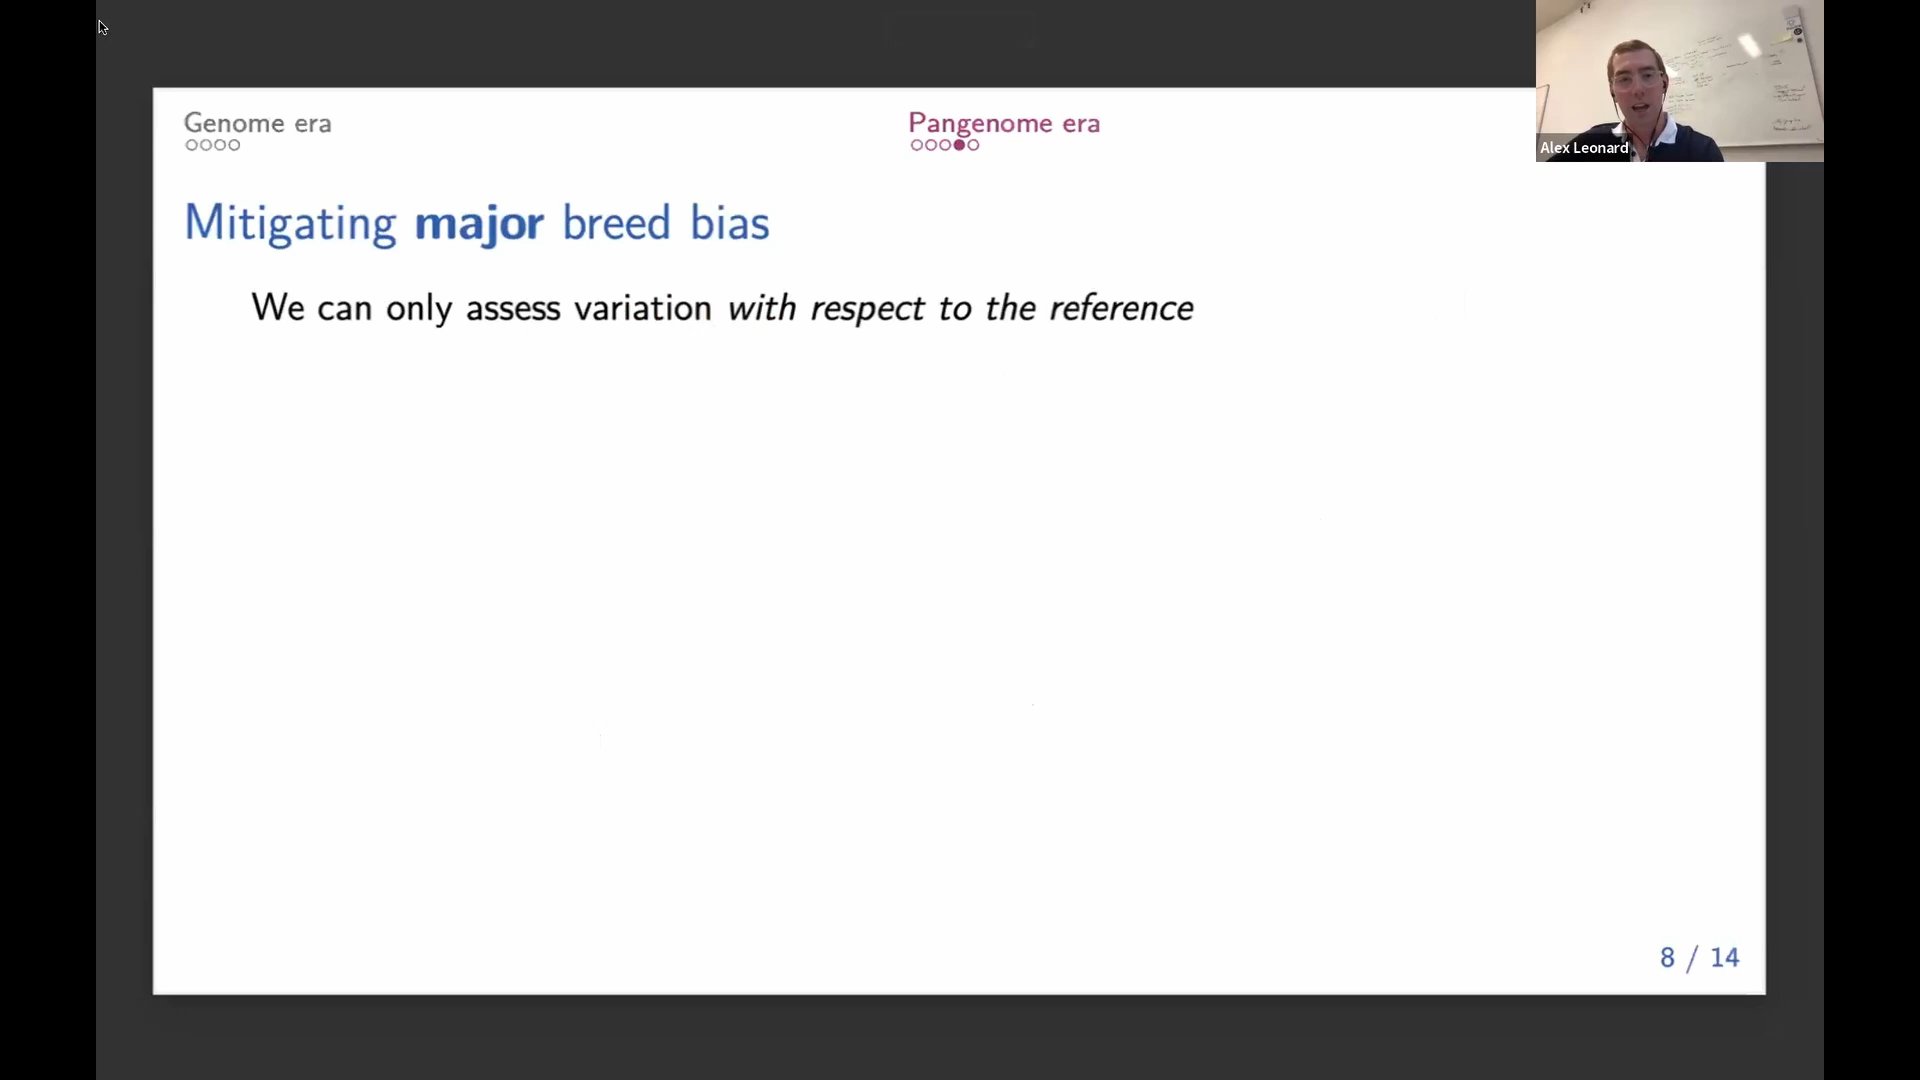 Genome era
Pangenome era
Alex Leonard
Mitigating major breed bias
We can only assess variation with respect to the reference
8 / 14